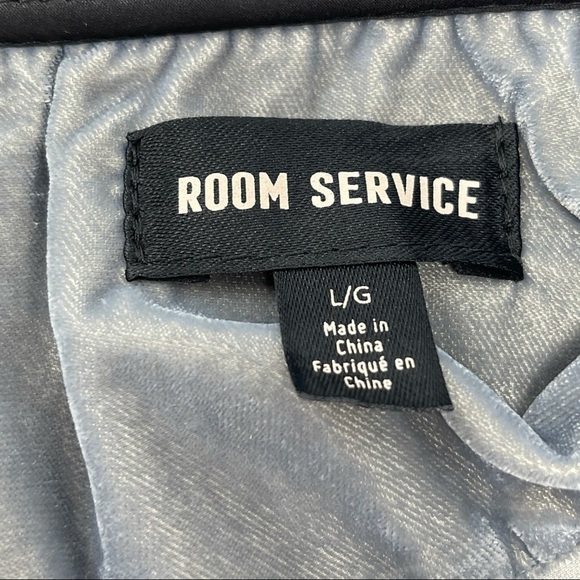 ROOM SERVICE
L/G
Made in
China
Fabriqué en
Chine